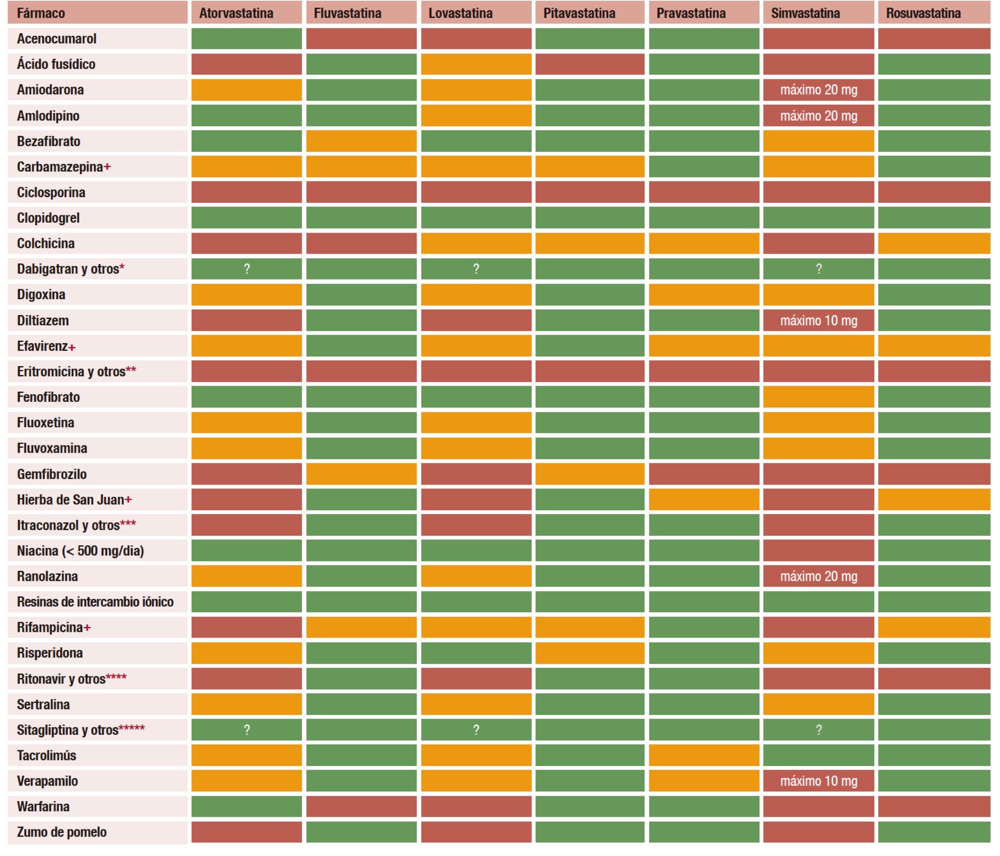 Fármaco Atorvastatina Fluvastatina Lovastatina Pitavastatina Pravastatina Simvastatina Rosuvastatina
Acenocumarol
Ácido fusídico
Amiodarona máximo 20 mg
Amlodipino máximo 20 mg
Bezafibrato
Carbamazepina+
Ciclosporina
Clopidogrel
Colchicina
Dabigatran y otros* ? ? ?
Digoxina
Diltiazem máximo 10 mg
Efavirenz+
Eritromicina y otros**
Fenofibrato
Fluoxetina
Fluvoxamina
Gemfibrozilo
Hierba de San Juan+
Itraconazol y otros***
Niacina (< 500 mg/dia)
Ranolazina máximo 20 mg
Resinas de intercambio iónico
Rifampicina+
Risperidona
Ritonavir y otros****
Sertralina
Sitagliptina y otros***** ? ? ?
Tacrolimús
Verapamilo máximo 10 mg
Warfarina
Zumo de pomelo